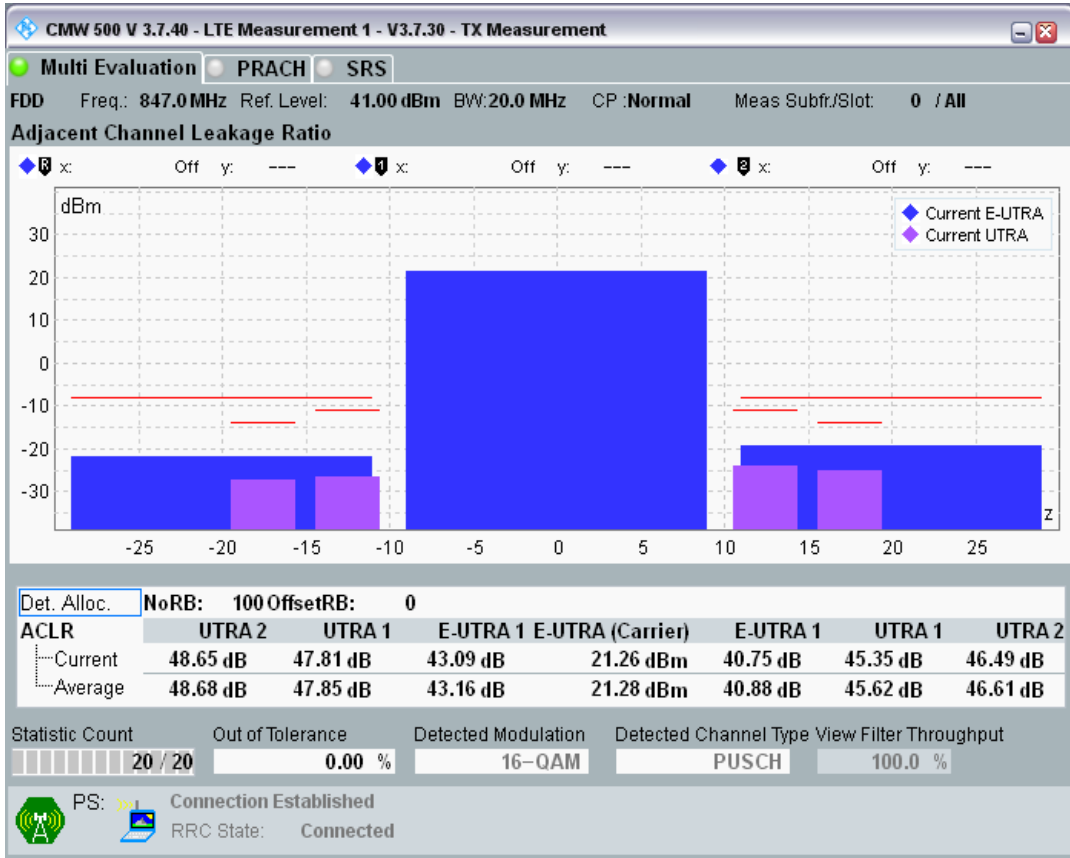 CMW 500 V 3.7.40 - LTE Measurement 1 - V3.7.30 - TX Measurement
Multi Evaluation PRACH SRS
FDD Freq.: 847.0 MHz Ref. Level: 41.00 dBm BW: 20.0 MHz CP : Normal Meas Subfr./Slot: 0 / All
Adjacent Channel Leakage Ratio
R x: Off y: --- 1 x: Off y: --- 2 x: Off y: ---
dBm
Current E-UTRA
Current UTRA
30
20
10
0
-10
-20
-30
z
-25 -20 -15 -10 -5 0 5 10 15 20 25
Det. Alloc. NoRB: 100 OffsetRB: 0
ACLR UTRA 2 UTRA 1 E-UTRA 1 E-UTRA (Carrier) E-UTRA 1 UTRA 1 UTRA 2
Current 48.65 dB 47.81 dB 43.09 dB 21.26 dBm 40.75 dB 45.35 dB 46.49 dB
Average 48.68 dB 47.85 dB 43.16 dB 21.28 dBm 40.88 dB 45.62 dB 46.61 dB
Statistic Count Out of Tolerance Detected Modulation Detected Channel Type View Filter Throughput
20 / 20 0.00 % 16-QAM PUSCH 100.0 %
PS: Connection Established
RRC State: Connected